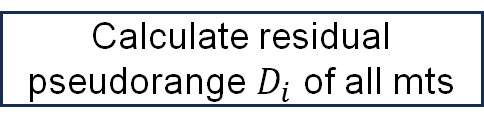 Calculate residual
pseudorange Dᵢ of all mts